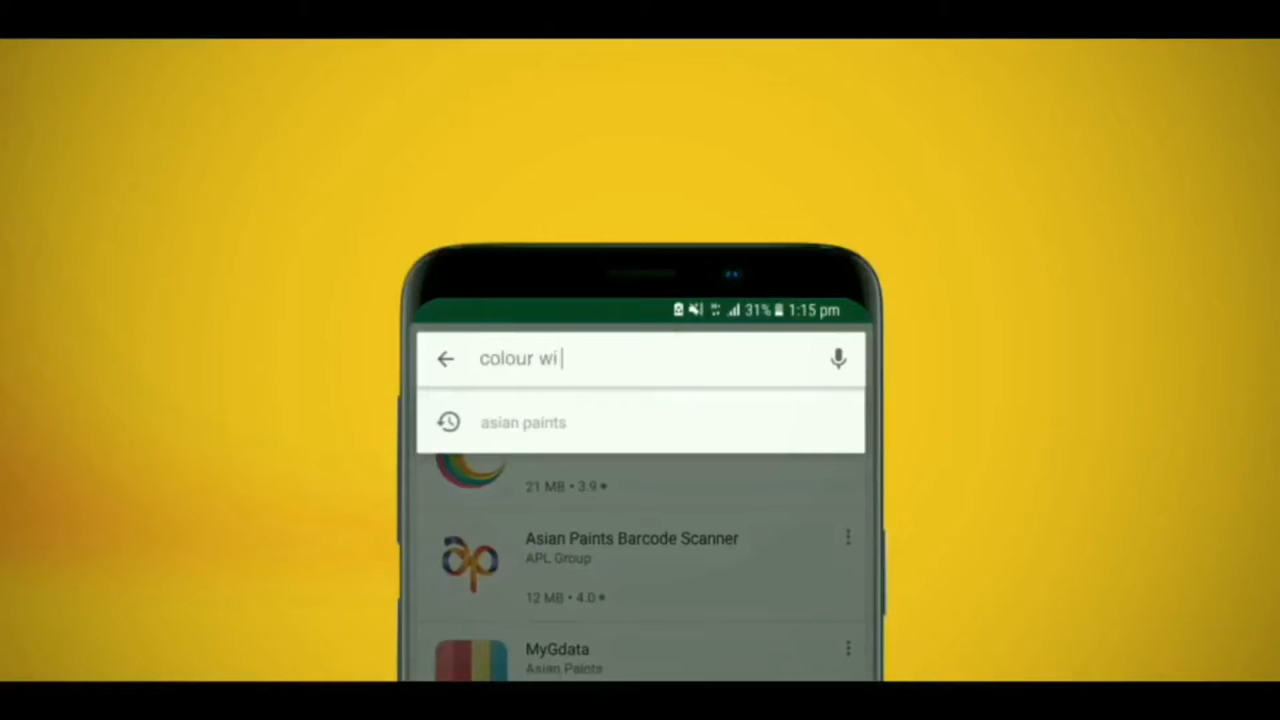 31% 1:15 pm
colour wi
asian paints
21 MB • 3.9
Asian Paints Barcode Scanner
APL Group
12 MB • 4.0
MyGdata
Asian Paints